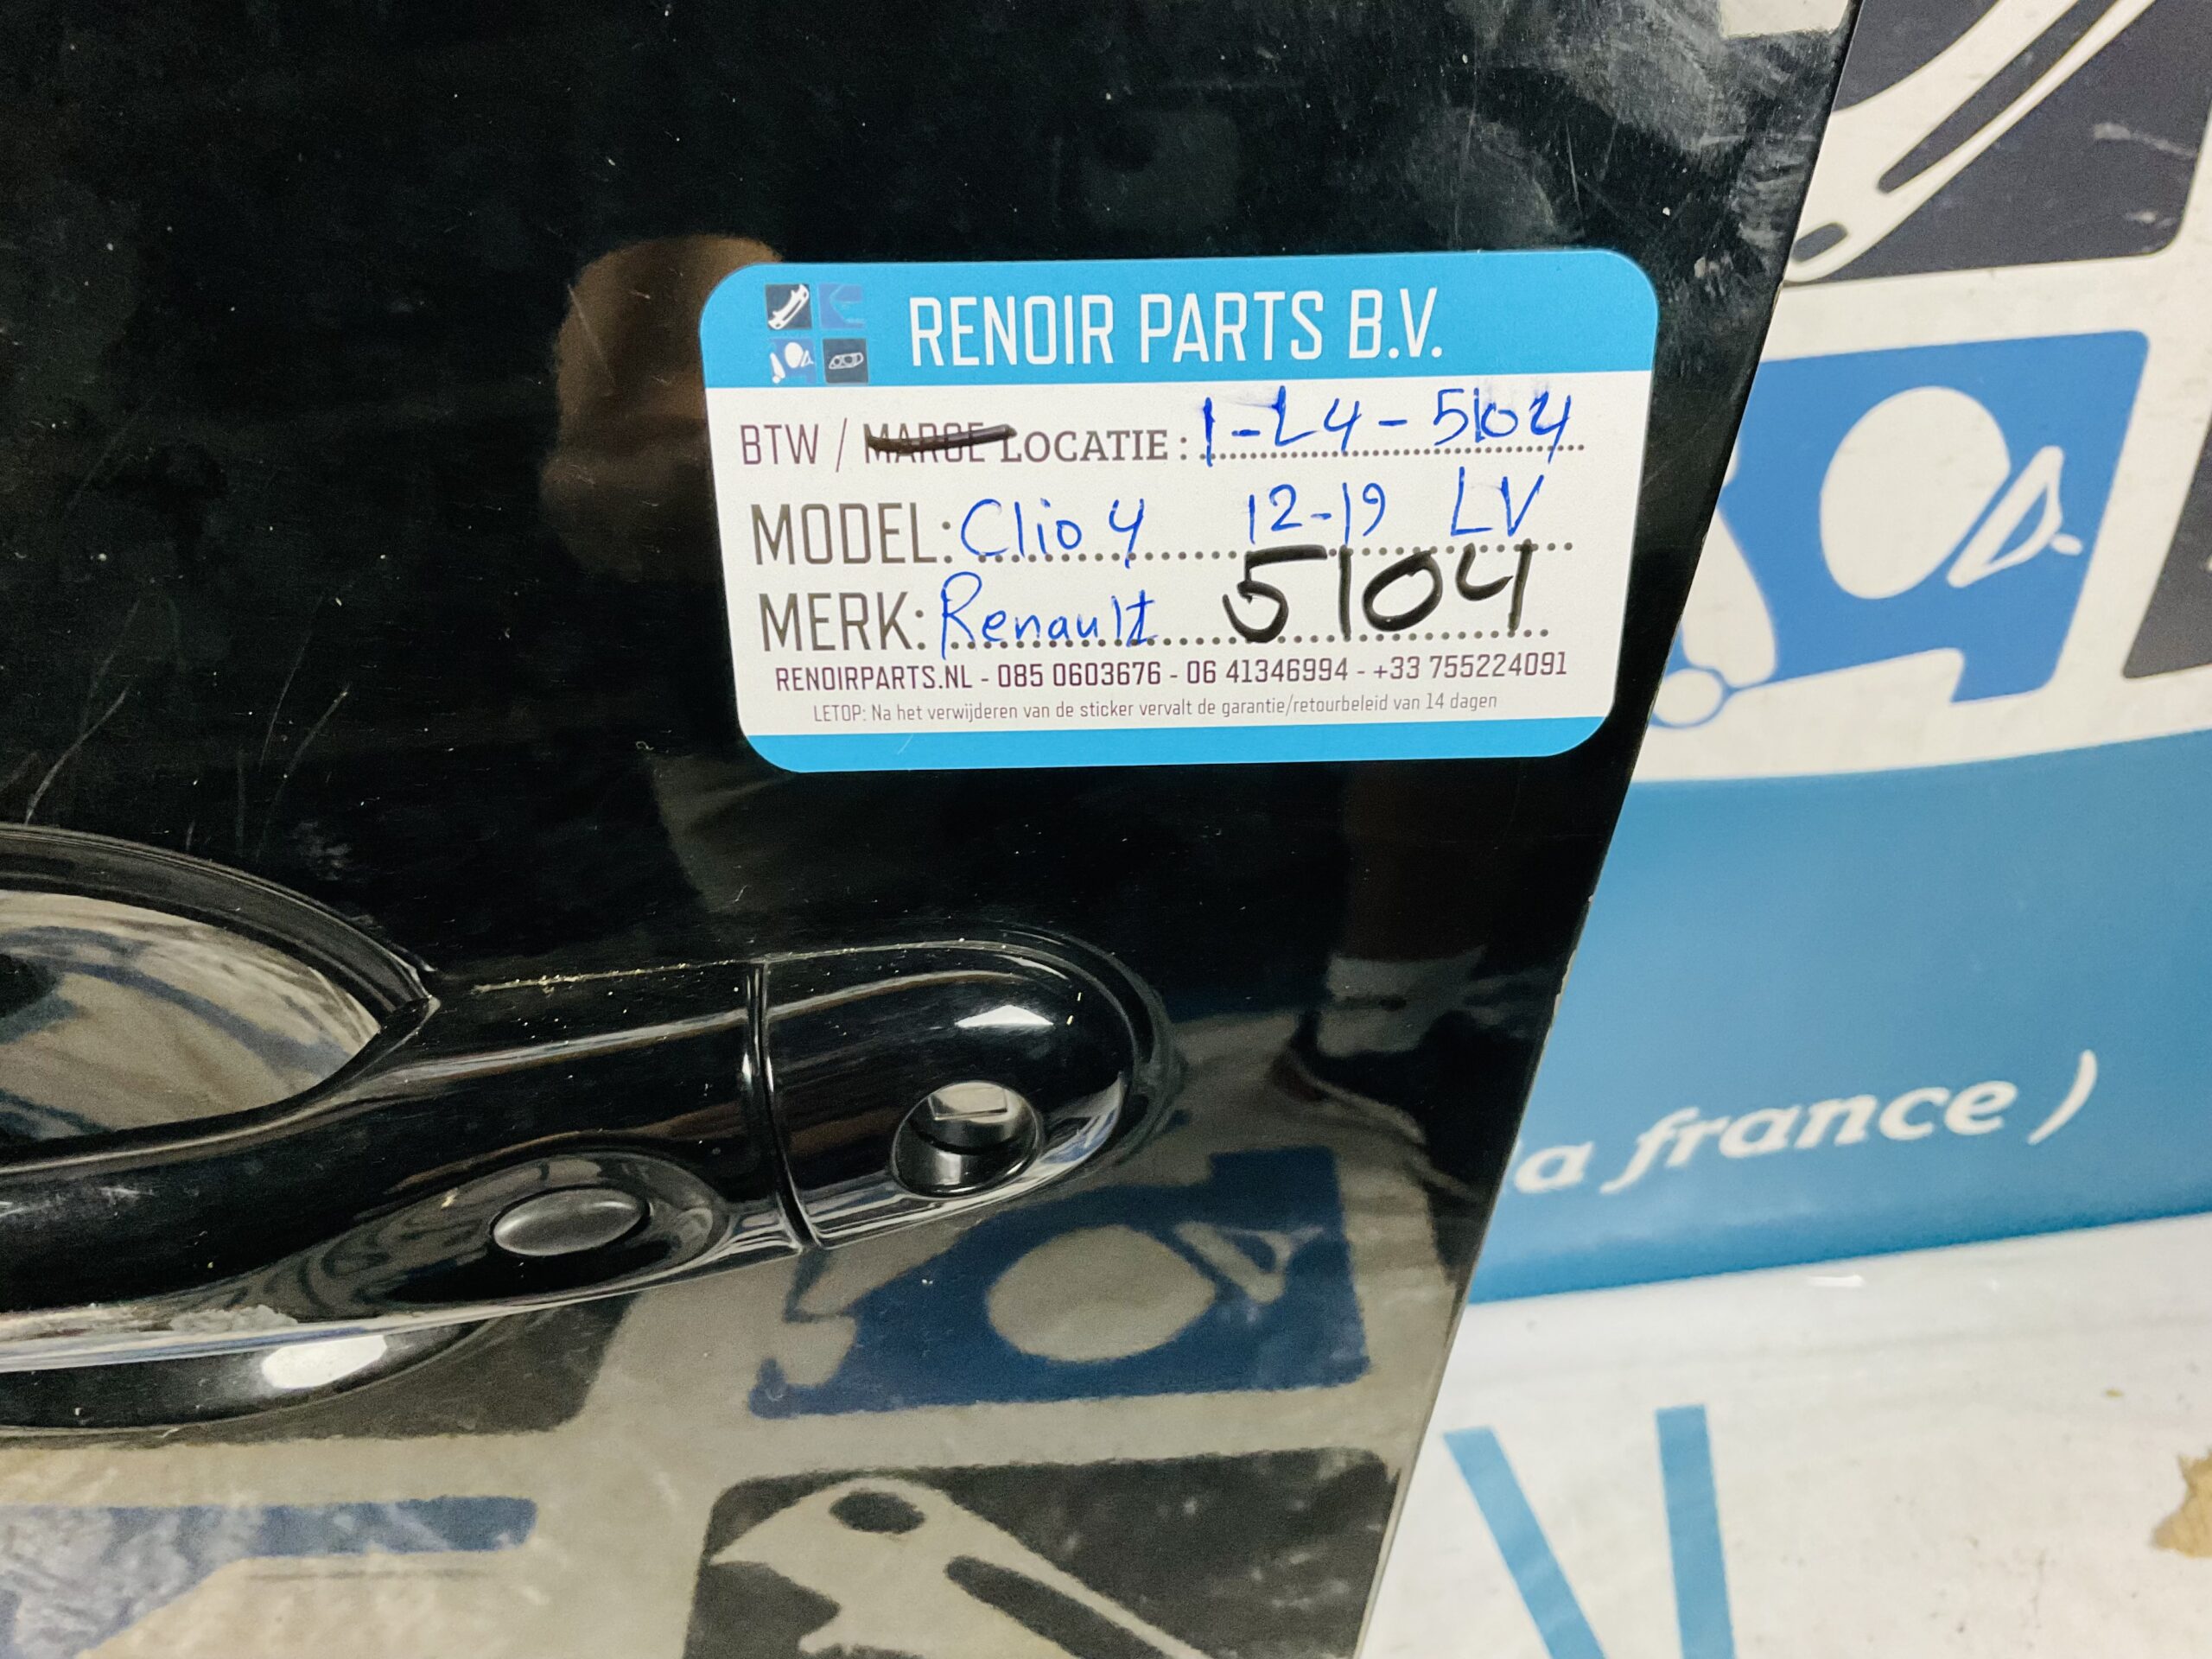 RENOIR PARTS B.V.
BTW / MARGE LOCATIE : 1-L4-5104
MODEL: Clio 4 12-19 LV
MERK: Renault 5104
RENOIRPARTS.NL - 085 0603676 - 06 41346994 - +33 755224091
LETOP: Na het verwijderen van de sticker vervalt de garantie/retourbeleid van 14 dagen
a france )